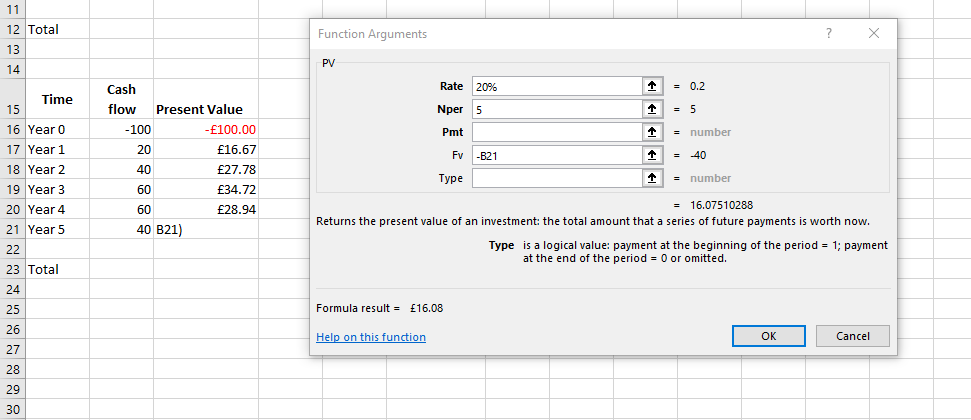 11
12 Total
13
14
15 Time Cash flow Present Value
16 Year 0 -100 -£100.00
17 Year 1 20 £16.67
18 Year 2 40 £27.78
19 Year 3 60 £34.72
20 Year 4 60 £28.94
21 Year 5 40 B21)
22
23 Total
24
25
26
27
28
29
30
Function Arguments ? ×
PV
Rate 20% = 0.2
Nper 5 = 5
Pmt = number
Fv -B21 = -40
Type = number
= 16.07510288
Returns the present value of an investment: the total amount that a series of future payments is worth now.
Type is a logical value: payment at the beginning of the period = 1; payment
at the end of the period = 0 or omitted.
Formula result = £16.08
Help on this function OK Cancel